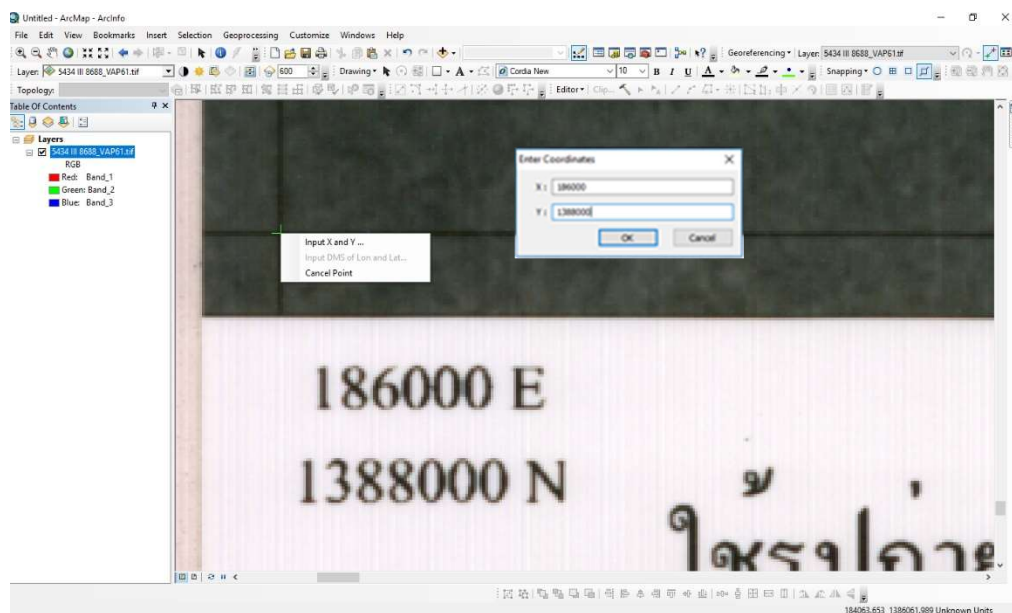 Untitled - ArcMap - ArcInfo
File Edit View Bookmarks Insert Selection Geoprocessing Customize Windows Help
Georeferencing Layer: 5434 III 8688_VAP61.tif
Layer: 5434 III 8688_VAP61.tif 600 Drawing A Cordia New 10 B I U A Snapping
Topology: Editor
Table Of Contents
Layers
5434 III 8688_VAP61.tif
RGB
Red: Band_1
Green: Band_2
Blue: Band_3
Enter Coordinates
X : 186000
Y : 1388000
OK Cancel
Input X and Y ...
Input DMS of Lon and Lat...
Cancel Point
186000 E
1388000 N
184063.653 1386061.989 Unknown Units